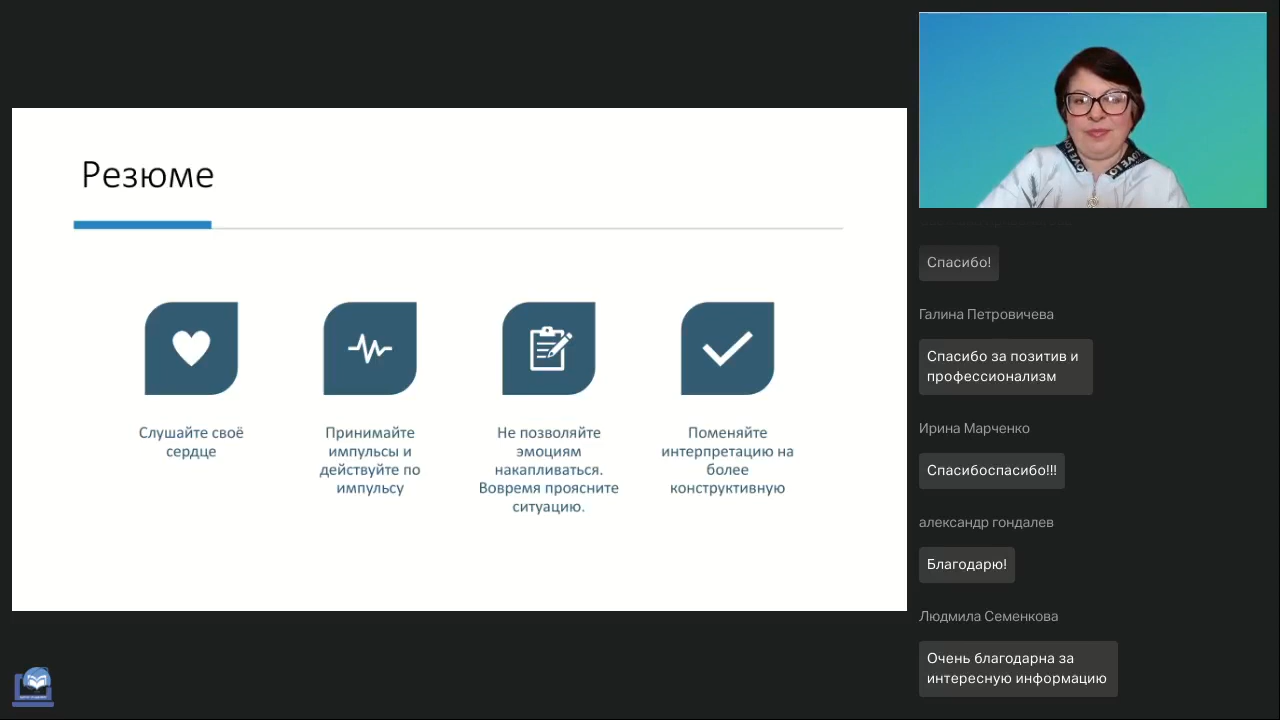 Резюме
Слушайте своё
сердце
Принимайте
импульсы и
действуйте по
импульсу
Не позволяйте
эмоциям
накапливаться.
Вовремя проясните
ситуацию.
Поменяйте
интерпретацию на
более
конструктивную
Спасибо!
Галина Петровичева
Спасибо за позитив и
профессионализм
Ирина Марченко
Спасибоспасибо!!!
александр гондалев
Благодарю!
Людмила Семенкова
Очень благодарна за
интересную информацию